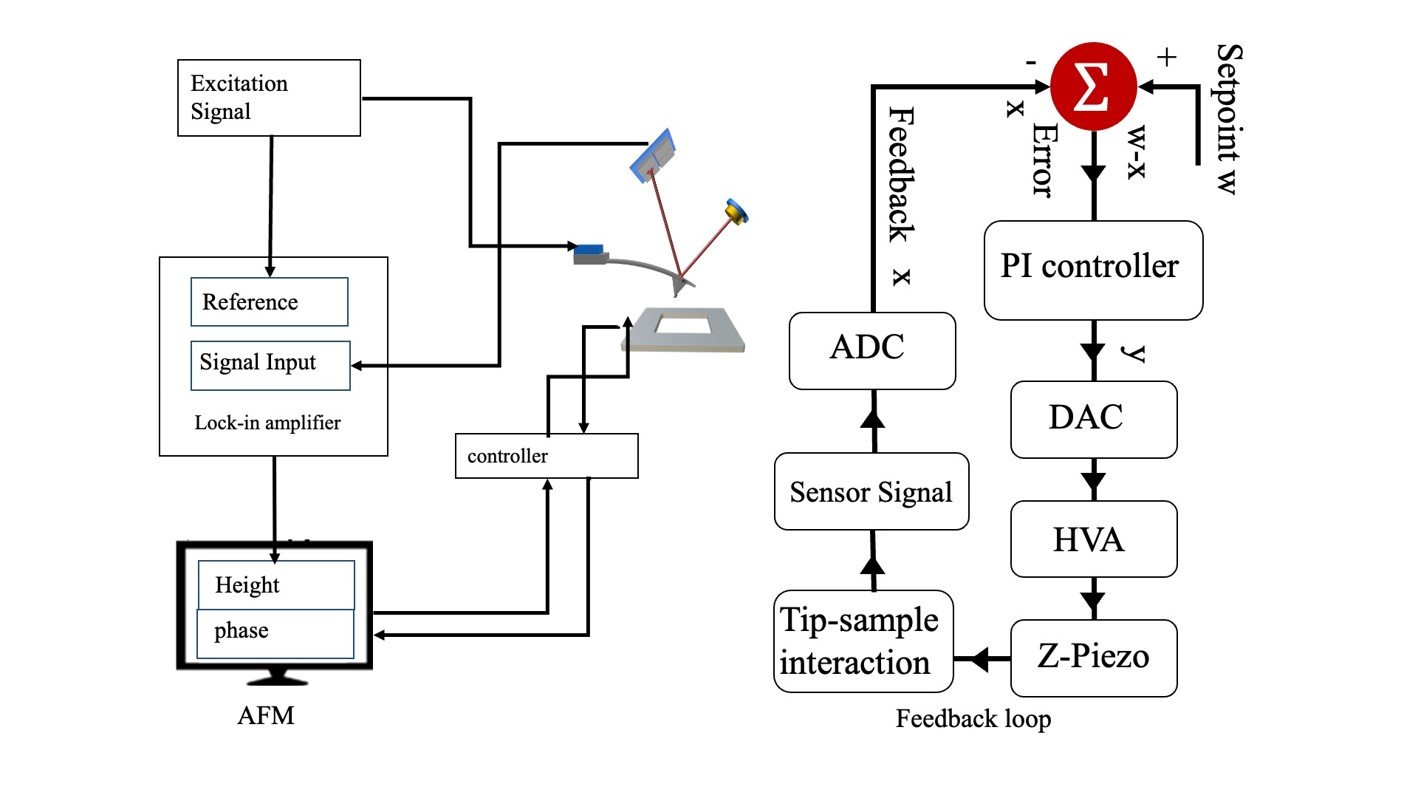 Excitation
Signal
Reference
Signal Input
Lock-in amplifier
controller
Height
phase
AFM
-
+
Σ
Setpoint w
x
Error
w-x
Feedback x
PI controller
y
ADC
DAC
Sensor Signal
HVA
Tip-sample
interaction
Z-Piezo
Feedback loop